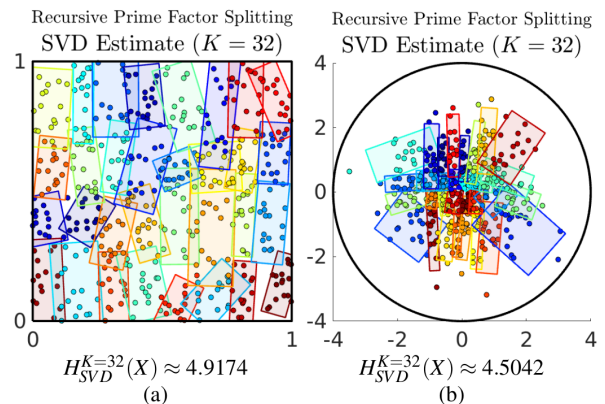 Recursive Prime Factor Splitting
SVD Estimate (K = 32)
1
0
0
1
H_{SVD}^{K=32}(X) ≈ 4.9174
(a)
Recursive Prime Factor Splitting
SVD Estimate (K = 32)
4
2
0
-2
-4
-4
-2
0
2
4
H_{SVD}^{K=32}(X) ≈ 4.5042
(b)